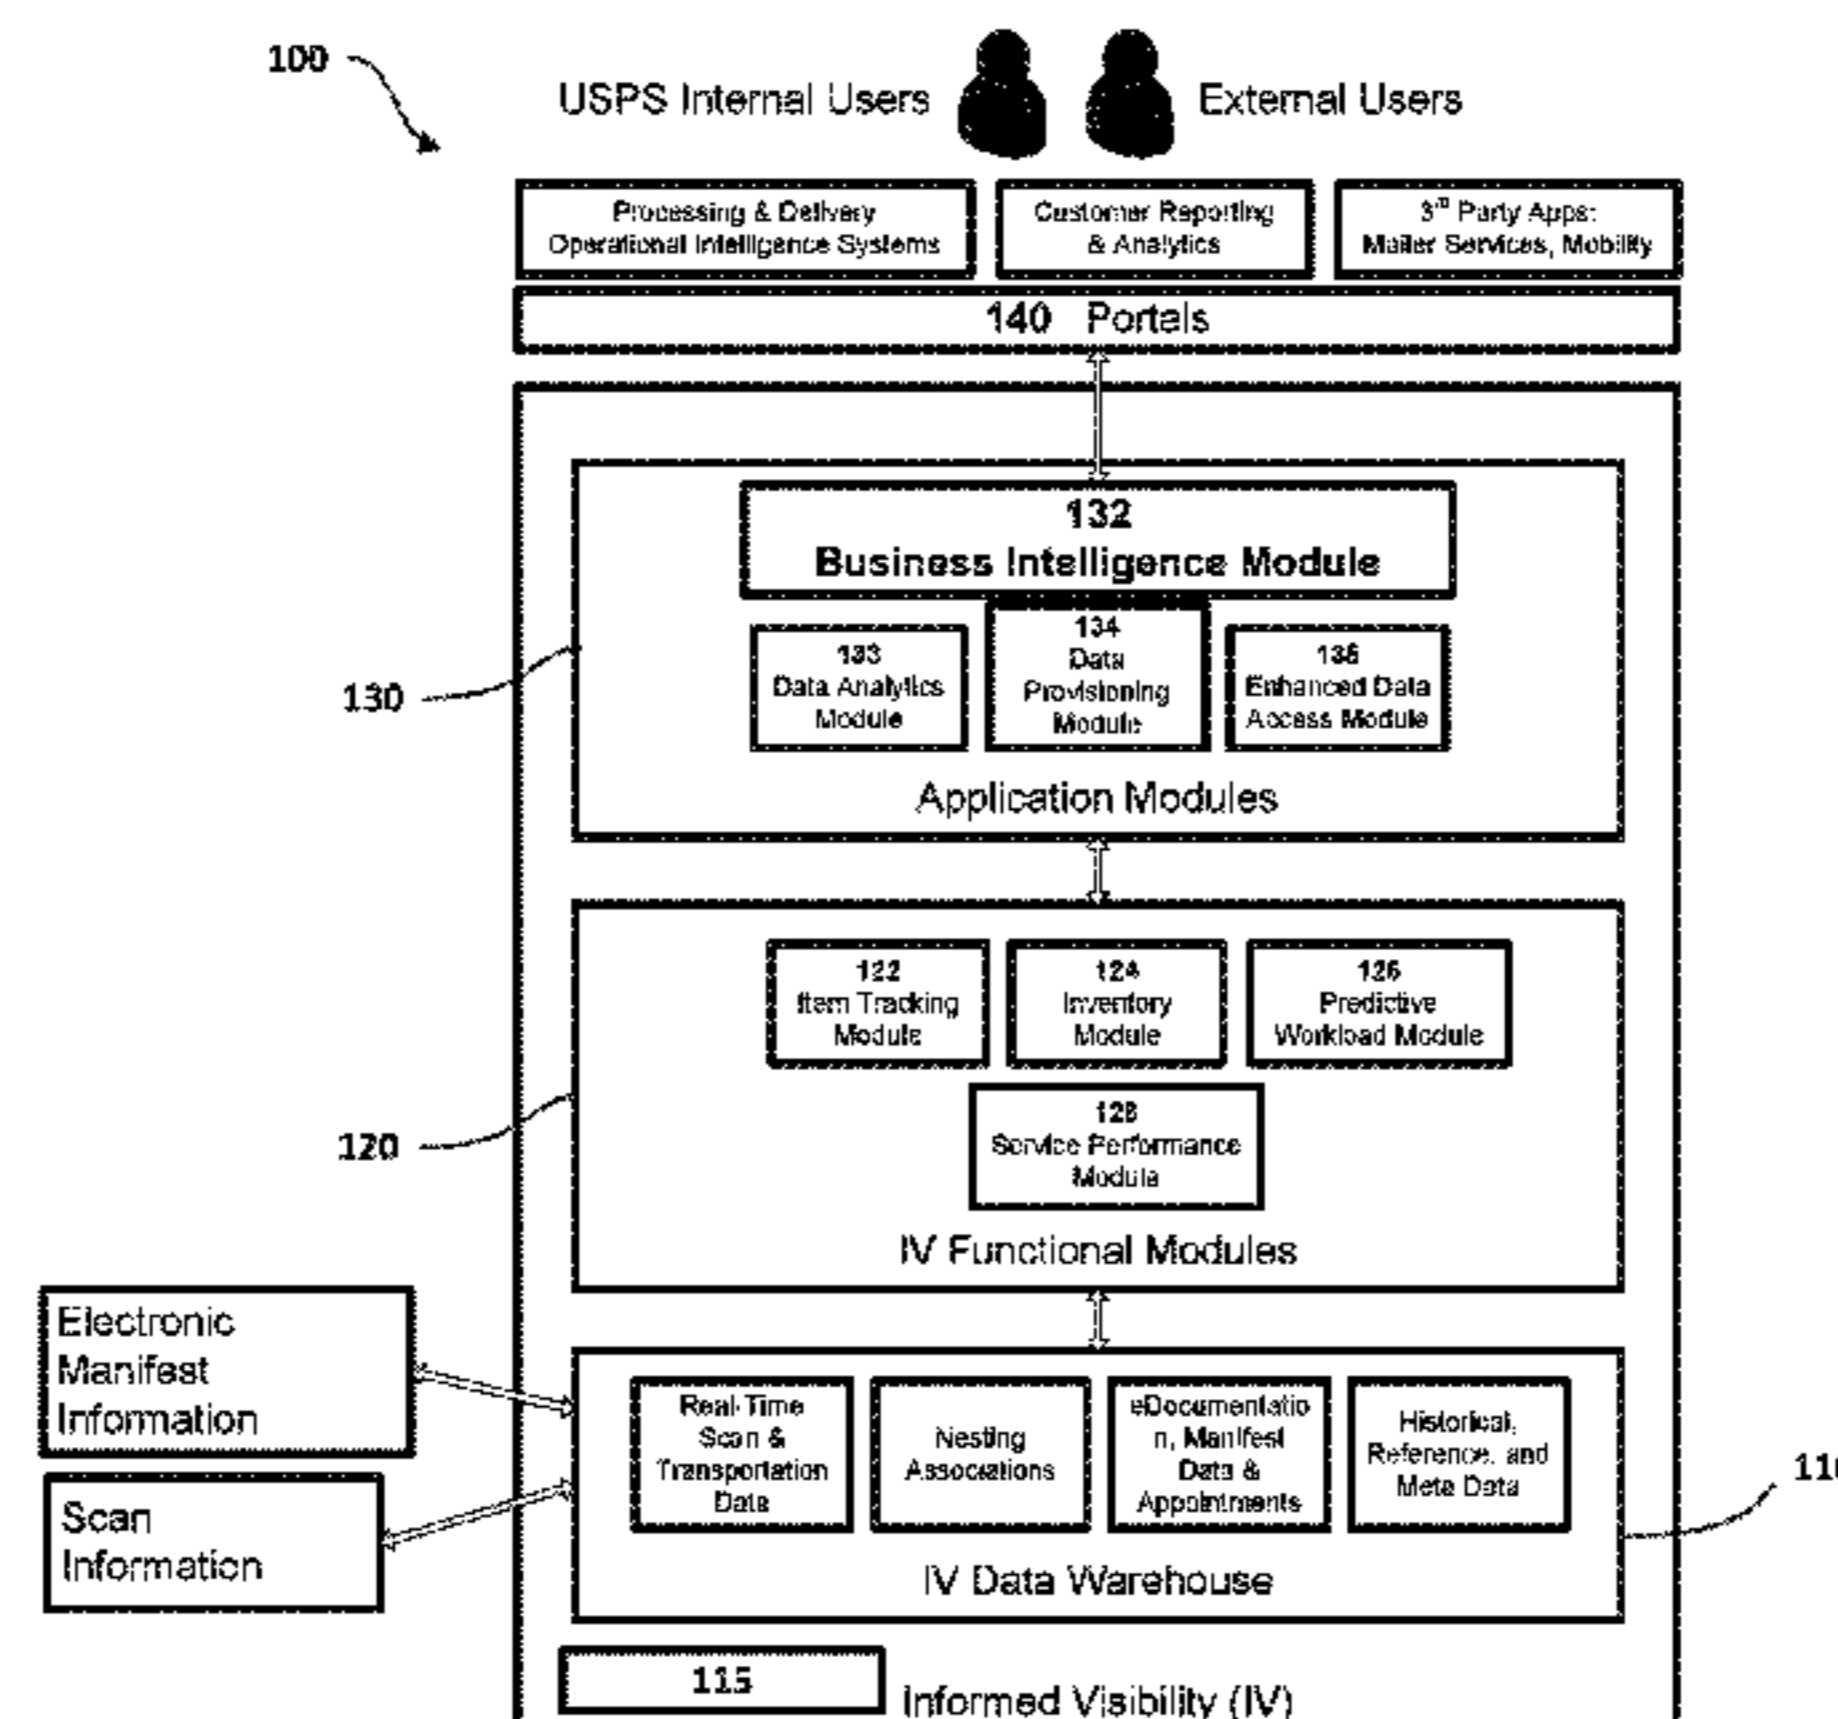 100
USPS Internal Users
External Users
Processing & Delivery
Operational Intelligence Systems
Customer Reporting
& Analytics
3rd Party Apps:
Mailer Services, Mobility
140 Portals
132
Business Intelligence Module
133
Data Analytics
Module
134
Data
Provisioning
Module
Enhanced Data
Access Module
130
Application Modules
122
Item Tracking
Module
124
Inventory
Module
126
Predictive
Workload Module
128
Service Performance
Module
120
IV Functional Modules
Electronic
Manifest
Information
Scan
Information
Real-Time
Scan &
Transportation
Data
Nesting
Associations
eDocumentatio
n, Manifest
Data &
Appointments
Historical,
Reference, and
Meta Data
IV Data Warehouse
115
Informed Visibility (IV)